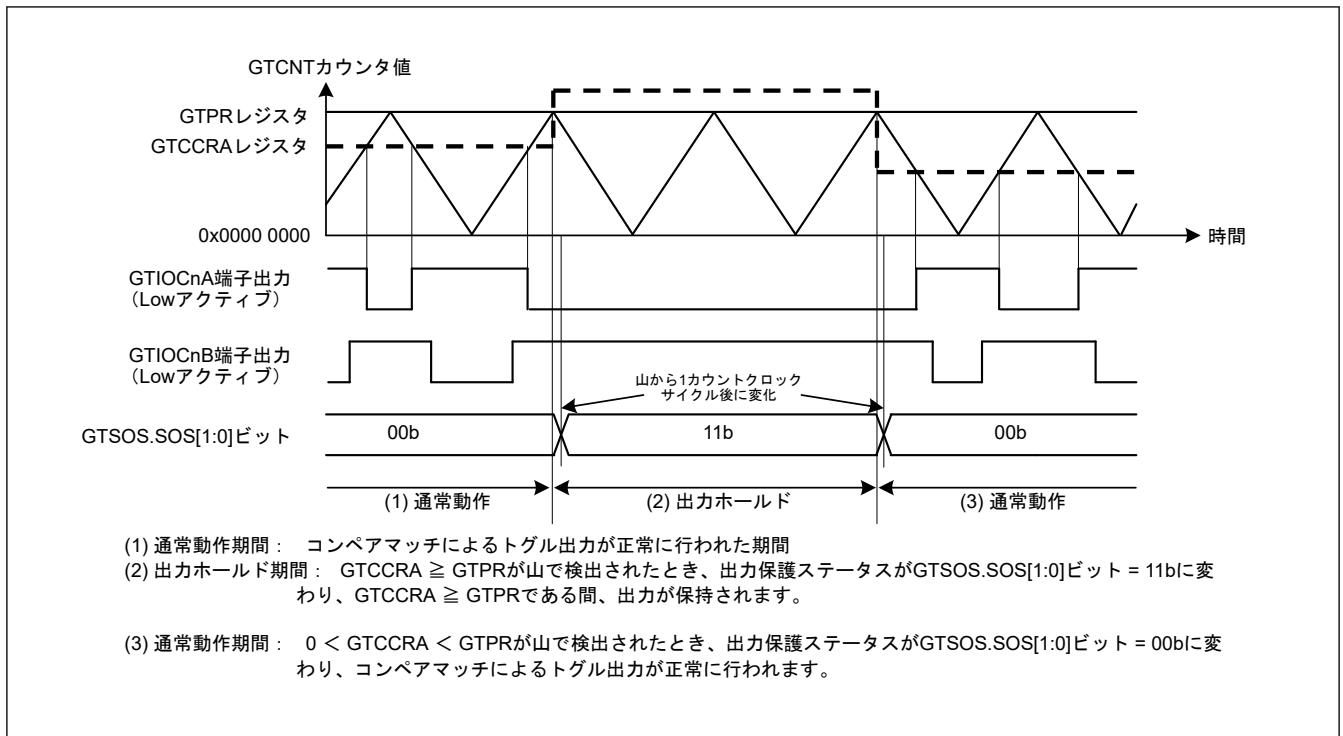 GTCNTカウンタ値
GTPRレジスタ
GTCCRAレジスタ
0x0000 0000
時間
GTIOCnA端子出力
（Lowアクティブ）
GTIOCnB端子出力
（Lowアクティブ）
山から1カウントクロック
サイクル後に変化
GTSOS.SOS[1:0]ビット
00b
11b
00b
(1) 通常動作
(2) 出力ホールド
(3) 通常動作
(1) 通常動作期間： コンペアマッチによるトグル出力が正常に行われた期間
(2) 出力ホールド期間： GTCCRA ≧ GTPRが山で検出されたとき、出力保護ステータスがGTSOS.SOS[1:0]ビット = 11bに変
わり、GTCCRA ≧ GTPRである間、出力が保持されます。
(3) 通常動作期間： 0 ＜ GTCCRA ＜ GTPRが山で検出されたとき、出力保護ステータスがGTSOS.SOS[1:0]ビット = 00bに変
わり、コンペアマッチによるトグル出力が正常に行われます。